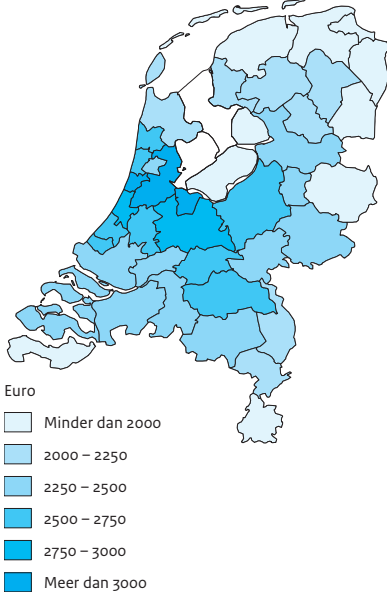 Euro
Minder dan 2000
2000 – 2250
2250 – 2500
2500 – 2750
2750 – 3000
Meer dan 3000